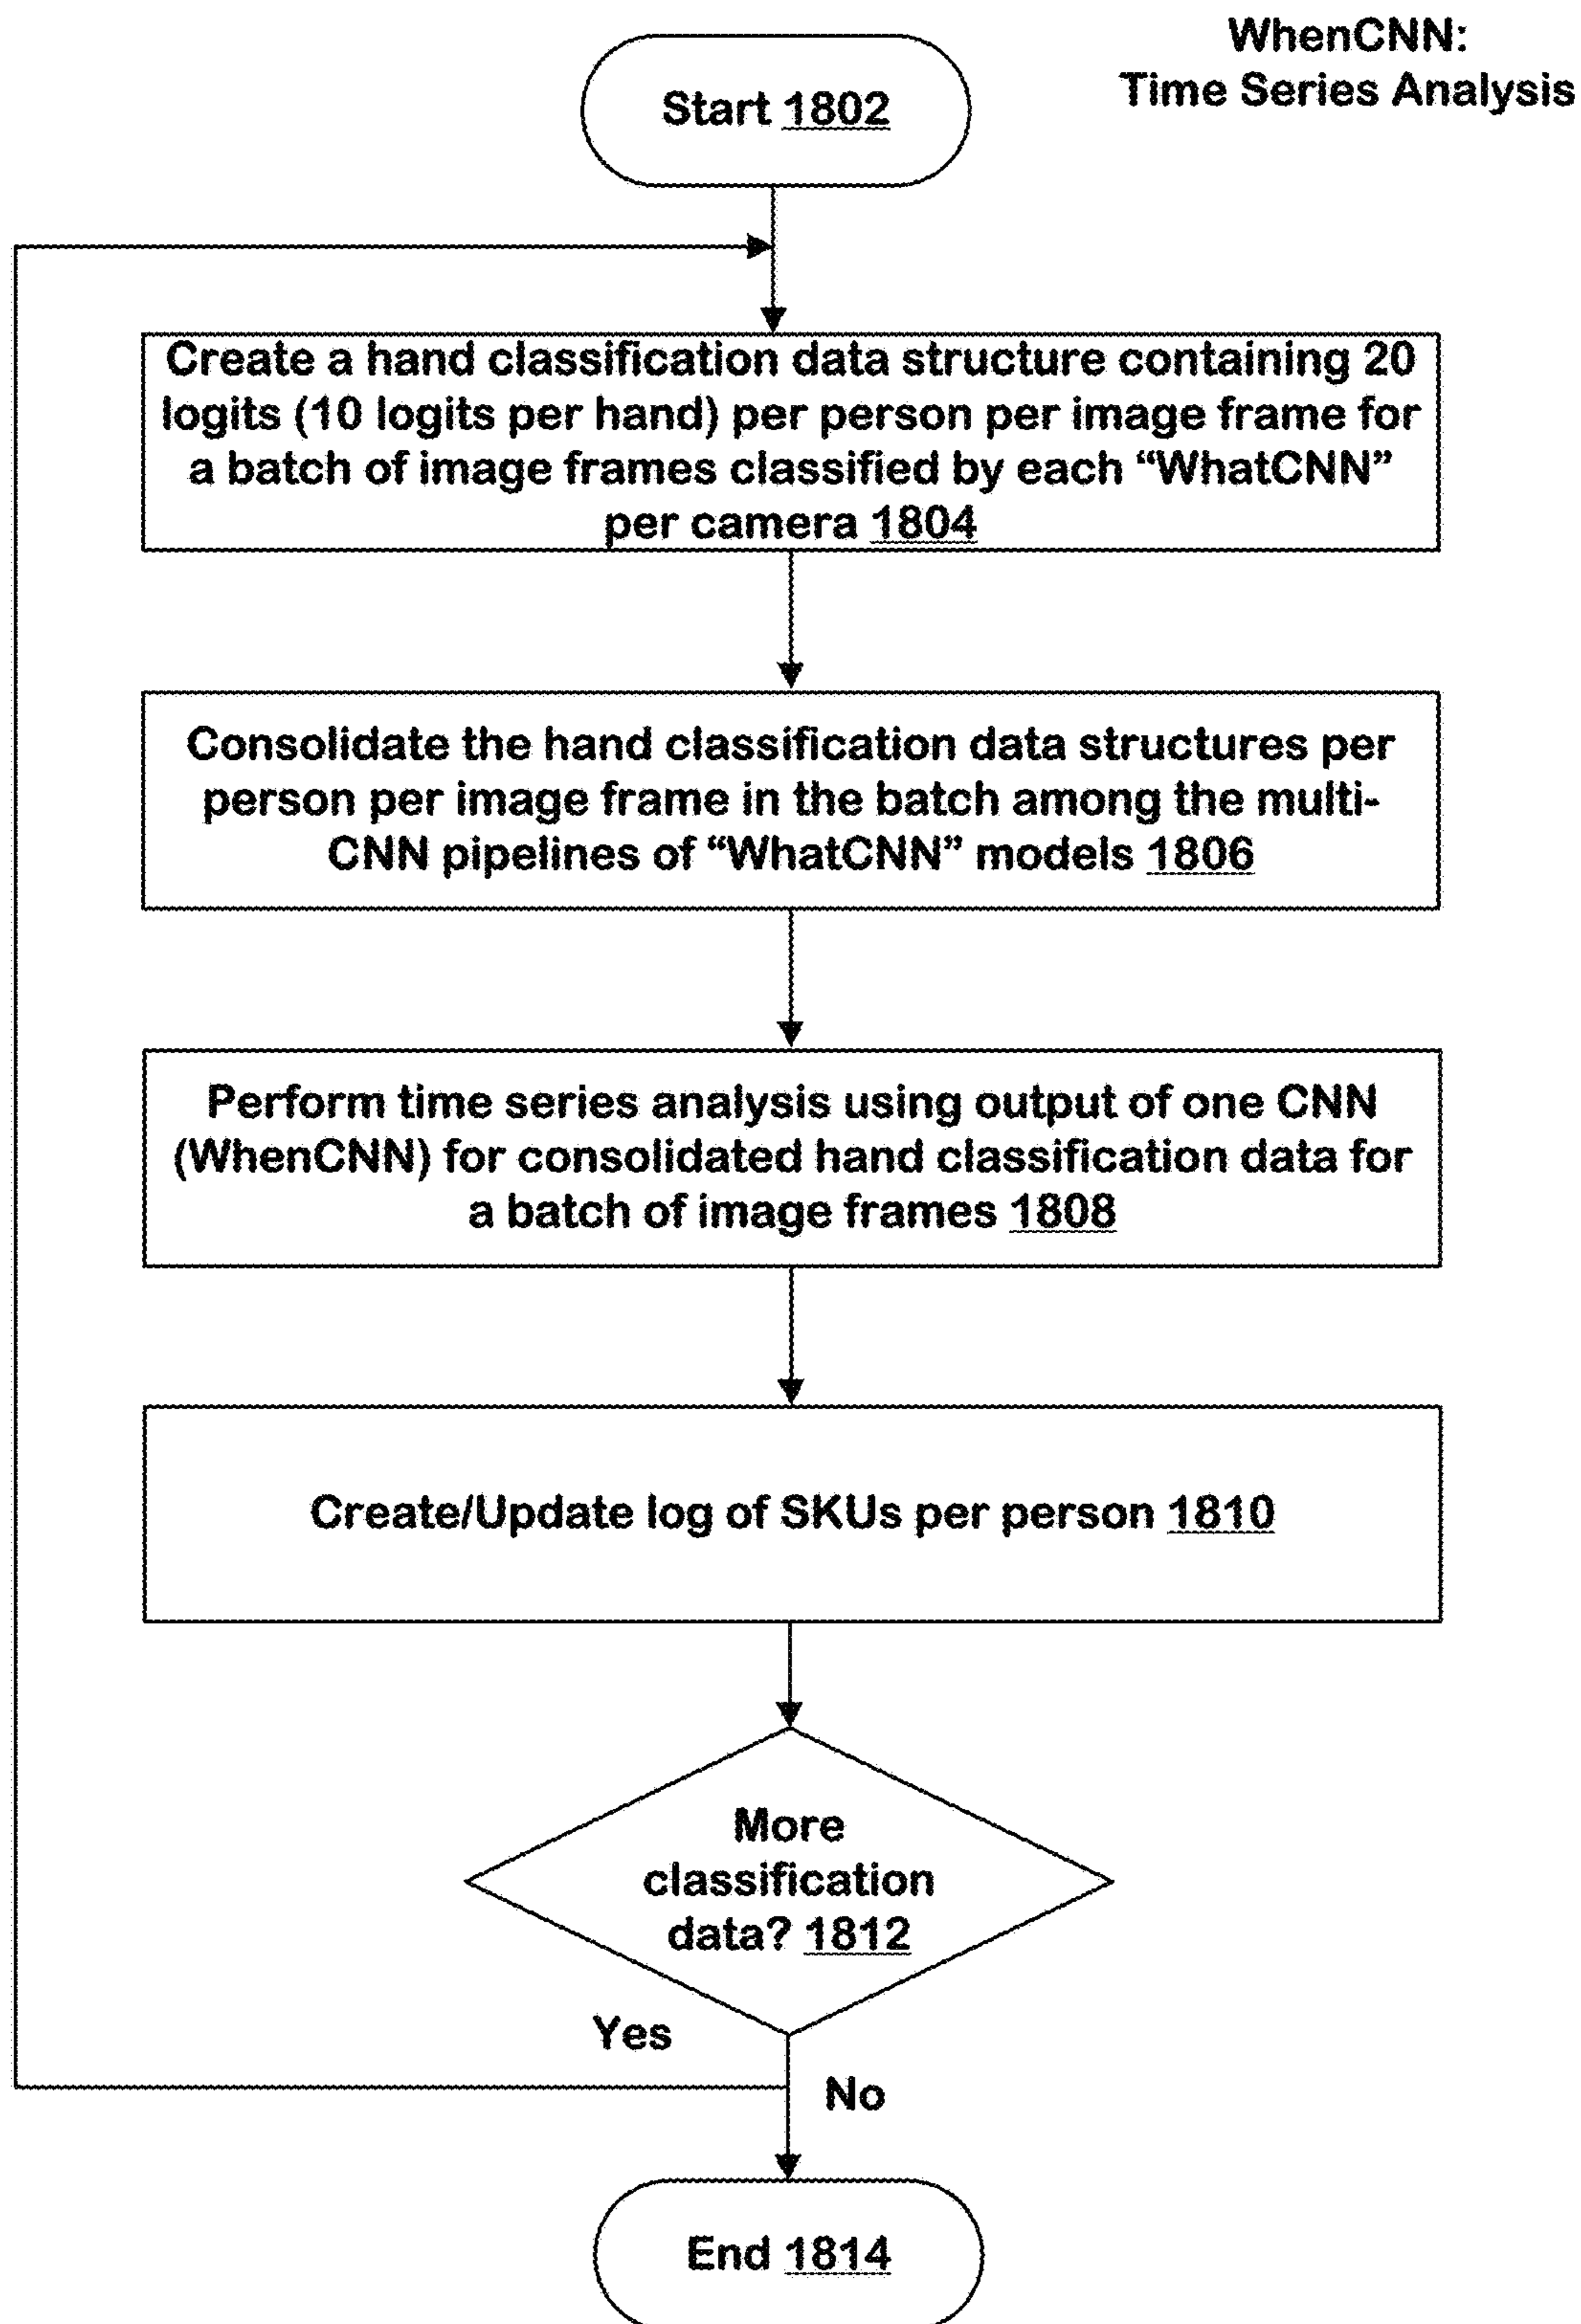 WhenCNN:
Time Series Analysis
Start 1802
Create a hand classification data structure containing 20
logits (10 logits per hand) per person per image frame for
a batch of image frames classified by each “WhatCNN”
per camera 1804
Consolidate the hand classification data structures per
person per image frame in the batch among the multi-
CNN pipelines of “WhatCNN” models 1806
Perform time series analysis using output of one CNN
(WhenCNN) for consolidated hand classification data for
a batch of image frames 1808
Create/Update log of SKUs per person 1810
More
classification
data? 1812
Yes
No
End 1814